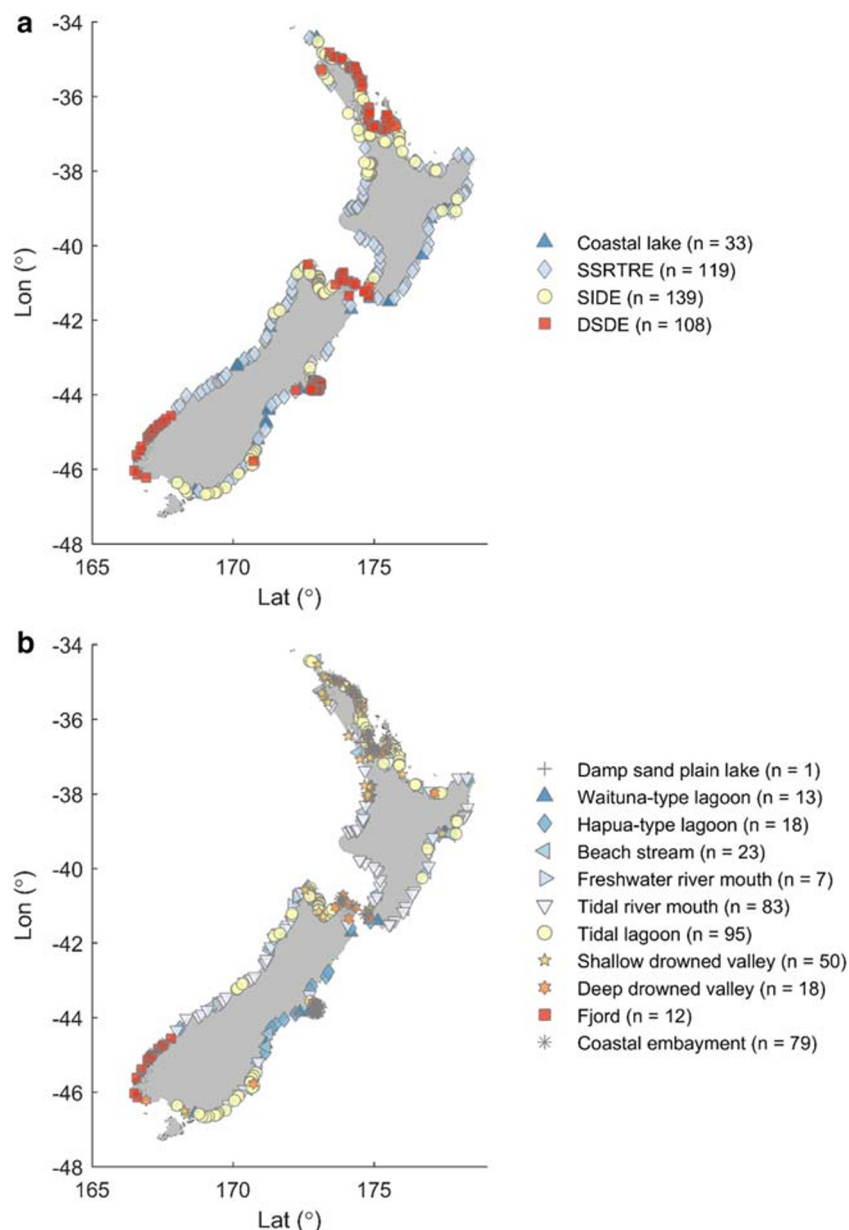 a
-34
-36
-38
-40
-42
-44
-46
-48
Lon (°)
165
170
175
Lat (°)
Coastal lake (n = 33)
SSRTRE (n = 119)
SIDE (n = 139)
DSDE (n = 108)
b
-34
-36
-38
-40
-42
-44
-46
-48
Lon (°)
165
170
175
Lat (°)
Damp sand plain lake (n = 1)
Waituna-type lagoon (n = 13)
Hapua-type lagoon (n = 18)
Beach stream (n = 23)
Freshwater river mouth (n = 7)
Tidal river mouth (n = 83)
Tidal lagoon (n = 95)
Shallow drowned valley (n = 50)
Deep drowned valley (n = 18)
Fjord (n = 12)
Coastal embayment (n = 79)